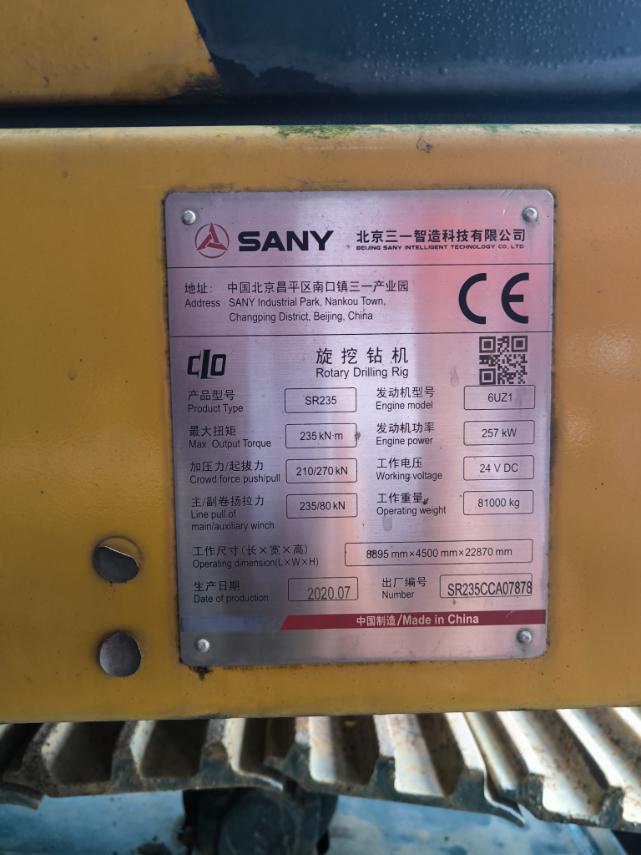 SANY 北京三一智造科技有限公司
BEIJING SANY INTELLIGENT TECHNOLOGY CO., LTD
地址: 中国北京昌平区南口镇三一产业园
Address SANY Industrial Park, Nankou Town,
Changping District, Beijing, China
CE
旋挖钻机
Rotary Drilling Rig
产品型号 SR235 发动机型号 6UZ1
Product Type Engine model
最大扭矩 235 kN·m 发动机功率 257 kW
Max. Output Torque Engine power
加压力/起拔力 210/270 kN 工作电压 24 V DC
Crowd force push/pull Working voltage
主/副卷扬拉力 235/80 kN 工作重量 81000 kg
Line pull of Operating weight
main/auxiliary winch
工作尺寸(长×宽×高) 8895 mm×4500 mm×22870 mm
Operating dimension(L×W×H)
生产日期 2020.07 出厂编号 SR235CCA07878
Date of production Number
中国制造/Made in China